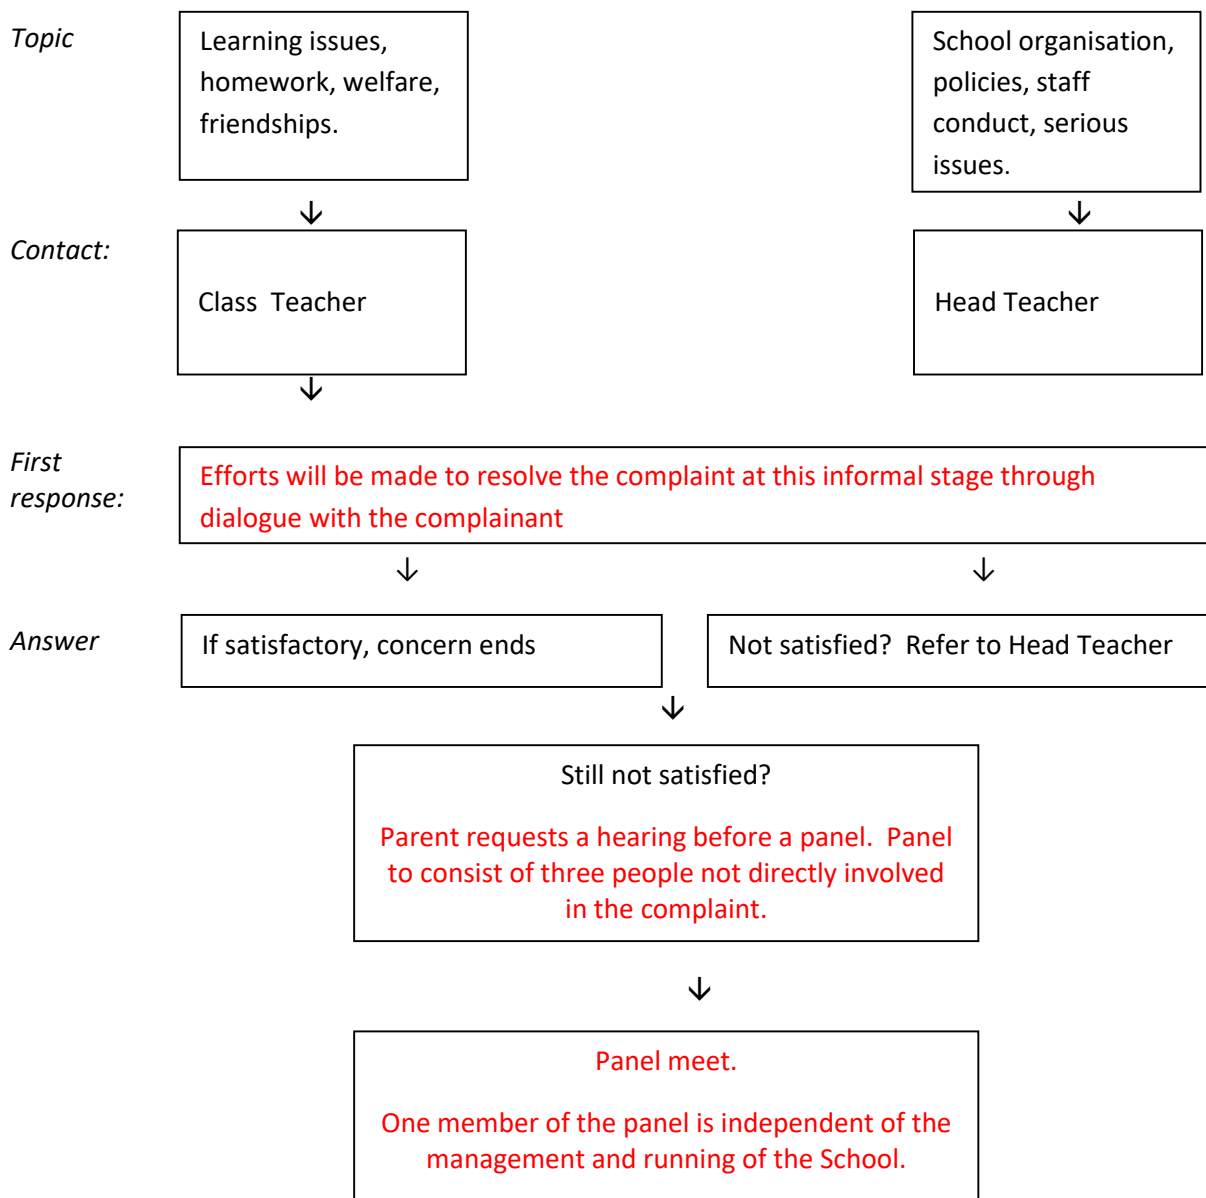 Topic
Learning issues,
homework, welfare,
friendships.
School organisation,
policies, staff
conduct, serious
issues.
↓
↓
Contact:
Class  Teacher
Head Teacher
↓
First
response:
Efforts will be made to resolve the complaint at this informal stage through
dialogue with the complainant
↓
↓
Answer
If satisfactory, concern ends
Not satisfied?  Refer to Head Teacher
↓
Still not satisfied?
Parent requests a hearing before a panel.  Panel
to consist of three people not directly involved
in the complaint.
↓
Panel meet.
One member of the panel is independent of the
management and running of the School.